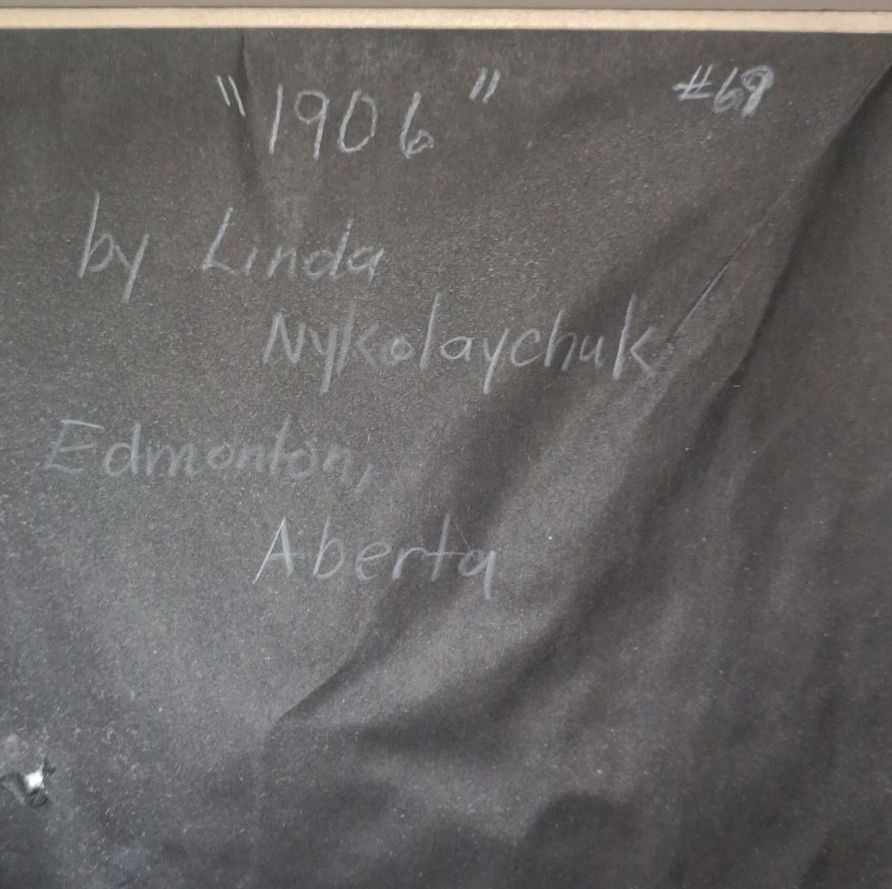 "1906" #69
by Linda
Nykolaychuk
Edmonton,
Aberta